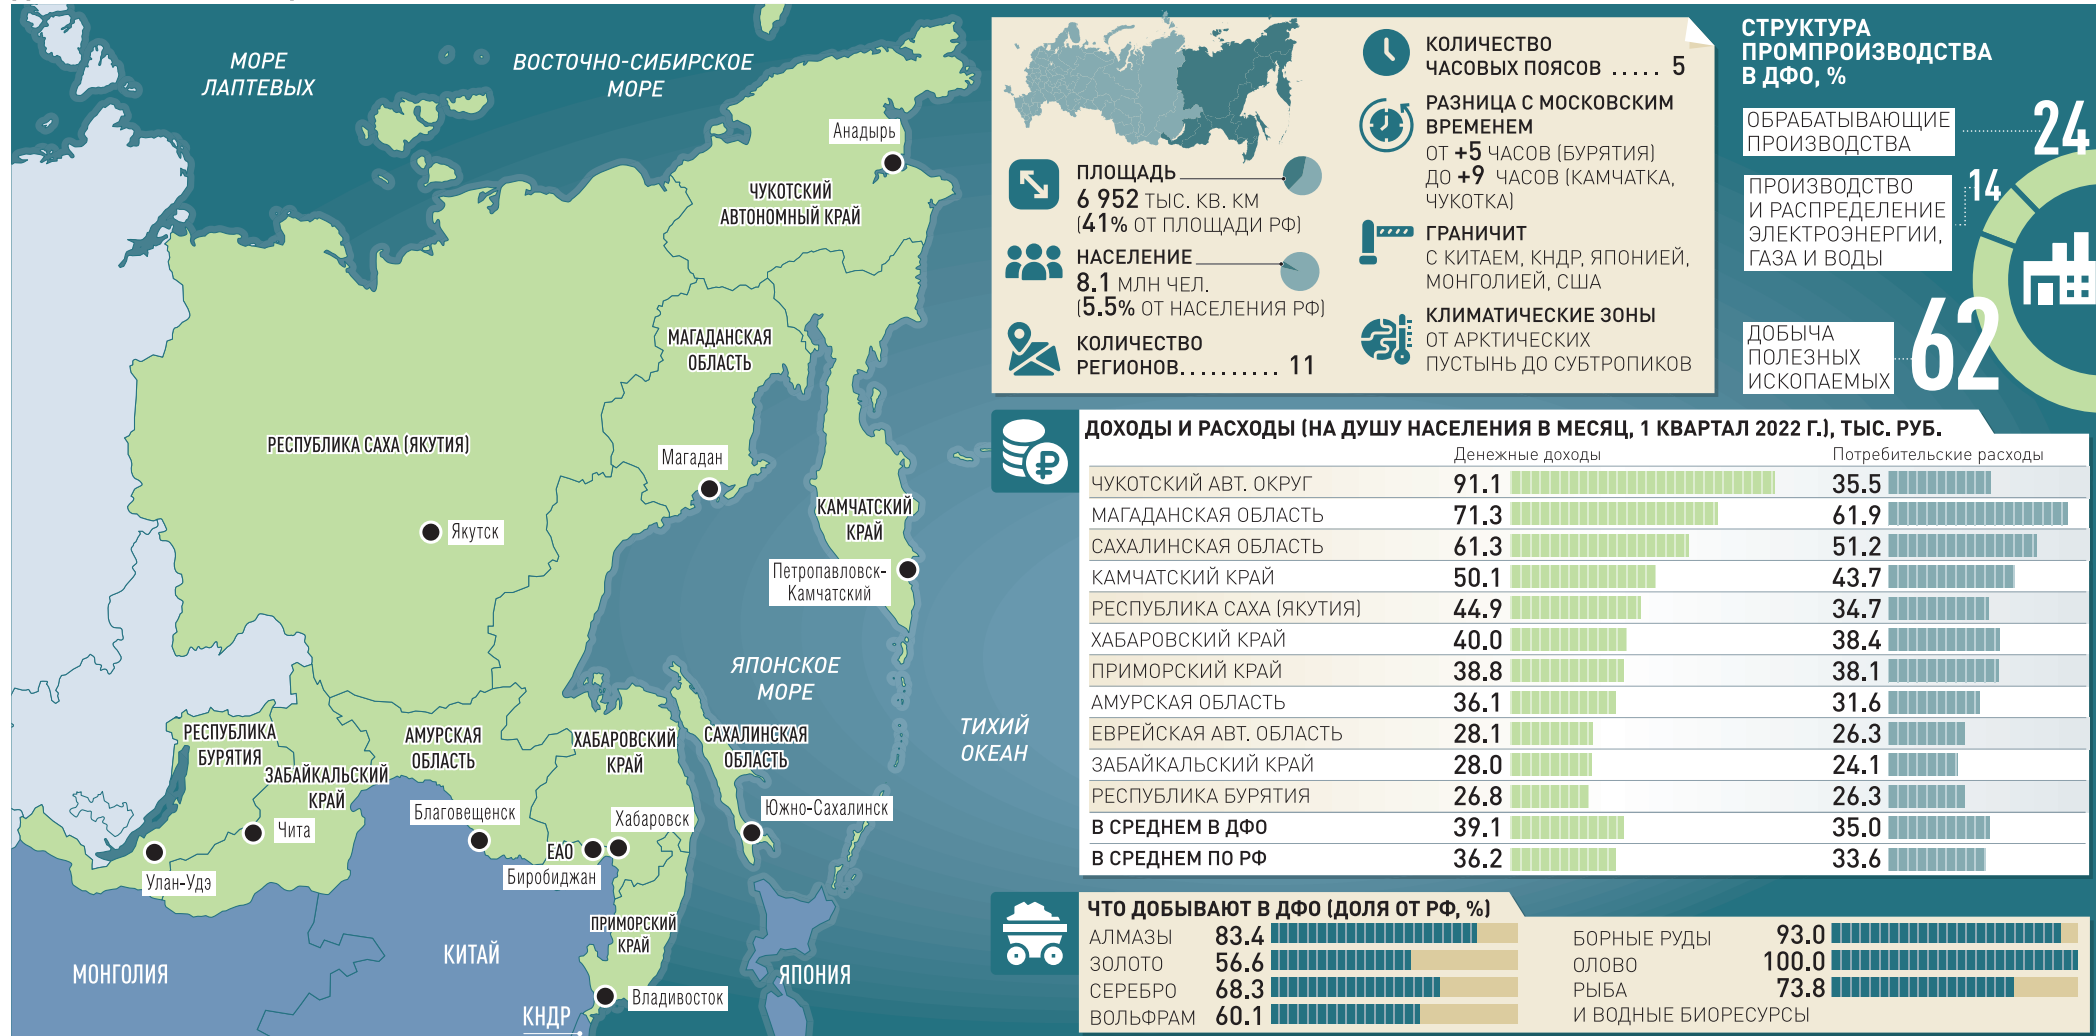 МОРЕ
ЛАПТЕВЫХ
ВОСТОЧНО-СИБИРСКОЕ
МОРЕ
Анадырь
ЧУКОТСКИЙ
АВТОНОМНЫЙ КРАЙ
МАГАДАНСКАЯ
ОБЛАСТЬ
РЕСПУБЛИКА САХА (ЯКУТИЯ)
Магадан
КАМЧАТСКИЙ
КРАЙ
Якутск
Петропавловск-
Камчатский
ЯПОНСКОЕ
МОРЕ
ТИХИЙ
ОКЕАН
РЕСПУБЛИКА
БУРЯТИЯ
ЗАБАЙКАЛЬСКИЙ
КРАЙ
АМУРСКАЯ
ОБЛАСТЬ
ХАБАРОВСКИЙ
КРАЙ
САХАЛИНСКАЯ
ОБЛАСТЬ
Благовещенск
Хабаровск
Южно-Сахалинск
Чита
ЕАО
Биробиджан
Улан-Удэ
ПРИМОРСКИЙ
КРАЙ
КИТАЙ
МОНГОЛИЯ
ЯПОНИЯ
Владивосток
КНДР
ПЛОЩАДЬ
6 952 ТЫС. КВ. КМ
(41% ОТ ПЛОЩАДИ РФ)
НАСЕЛЕНИЕ
8.1 МЛН ЧЕЛ.
(5.5% ОТ НАСЕЛЕНИЯ РФ)
КОЛИЧЕСТВО
РЕГИОНОВ.......... 11
КОЛИЧЕСТВО
ЧАСОВЫХ ПОЯСОВ ..... 5
РАЗНИЦА С МОСКОВСКИМ
ВРЕМЕНЕМ
ОТ +5 ЧАСОВ (БУРЯТИЯ)
ДО +9 ЧАСОВ (КАМЧАТКА,
ЧУКОТКА)
ГРАНИЧИТ
С КИТАЕМ, КНДР, ЯПОНИЕЙ,
МОНГОЛИЕЙ, США
КЛИМАТИЧЕСКИЕ ЗОНЫ
ОТ АРКТИЧЕСКИХ
ПУСТЫНЬ ДО СУБТРОПИКОВ
СТРУКТУРА
ПРОМПРОИЗВОДСТВА
В ДФО, %
ОБРАБАТЫВАЮЩИЕ
ПРОИЗВОДСТВА
24
ПРОИЗВОДСТВО
И РАСПРЕДЕЛЕНИЕ
ЭЛЕКТРОЭНЕРГИИ,
ГАЗА И ВОДЫ
14
ДОБЫЧА
ПОЛЕЗНЫХ
ИСКОПАЕМЫХ
62
ДОХОДЫ И РАСХОДЫ (НА ДУШУ НАСЕЛЕНИЯ В МЕСЯЦ, 1 КВАРТАЛ 2022 Г.), ТЫС. РУБ.
Денежные доходы Потребительские расходы
ЧУКОТСКИЙ АВТ. ОКРУГ 91.1 35.5
МАГАДАНСКАЯ ОБЛАСТЬ 71.3 61.9
САХАЛИНСКАЯ ОБЛАСТЬ 61.3 51.2
КАМЧАТСКИЙ КРАЙ 50.1 43.7
РЕСПУБЛИКА САХА (ЯКУТИЯ) 44.9 34.7
ХАБАРОВСКИЙ КРАЙ 40.0 38.4
ПРИМОРСКИЙ КРАЙ 38.8 38.1
АМУРСКАЯ ОБЛАСТЬ 36.1 31.6
ЕВРЕЙСКАЯ АВТ. ОБЛАСТЬ 28.1 26.3
ЗАБАЙКАЛЬСКИЙ КРАЙ 28.0 24.1
РЕСПУБЛИКА БУРЯТИЯ 26.8 26.3
В СРЕДНЕМ В ДФО 39.1 35.0
В СРЕДНЕМ ПО РФ 36.2 33.6
ЧТО ДОБЫВАЮТ В ДФО (ДОЛЯ ОТ РФ, %)
АЛМАЗЫ 83.4
ЗОЛОТО 56.6
СЕРЕБРО 68.3
ВОЛЬФРАМ 60.1
БОРНЫЕ РУДЫ 93.0
ОЛОВО 100.0
РЫБА 73.8
И ВОДНЫЕ БИОРЕСУРСЫ